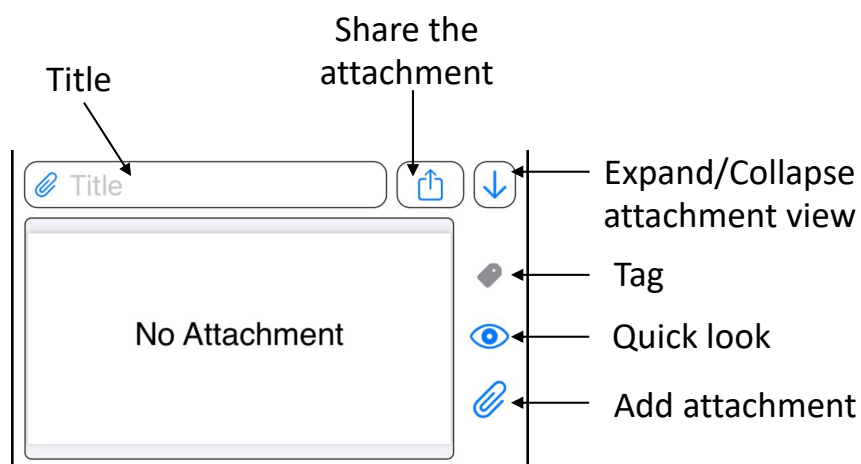 Share the
attachment
Title
Title
Expand/Collapse
attachment view
Tag
No Attachment
Quick look
Add attachment